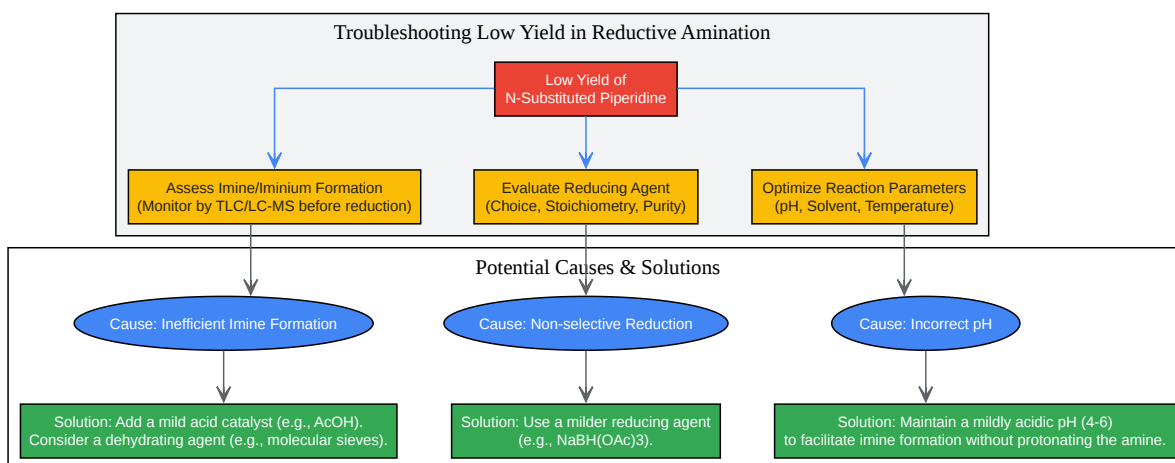 Troubleshooting Low Yield in Reductive Amination
Low Yield of
N-Substituted Piperidine
Assess Imine/Iminium Formation
(Monitor by TLC/LC-MS before reduction)
Evaluate Reducing Agent
(Choice, Stoichiometry, Purity)
Optimize Reaction Parameters
(pH, Solvent, Temperature)
Potential Causes & Solutions
Cause: Inefficient Imine Formation
Cause: Non-selective Reduction
Cause: Incorrect pH
Solution: Add a mild acid catalyst (e.g., AcOH).
Consider a dehydrating agent (e.g., molecular sieves).
Solution: Use a milder reducing agent
(e.g., NaBH(OAc)3).
Solution: Maintain a mildly acidic pH (4-6)
to facilitate imine formation without protonating the amine.